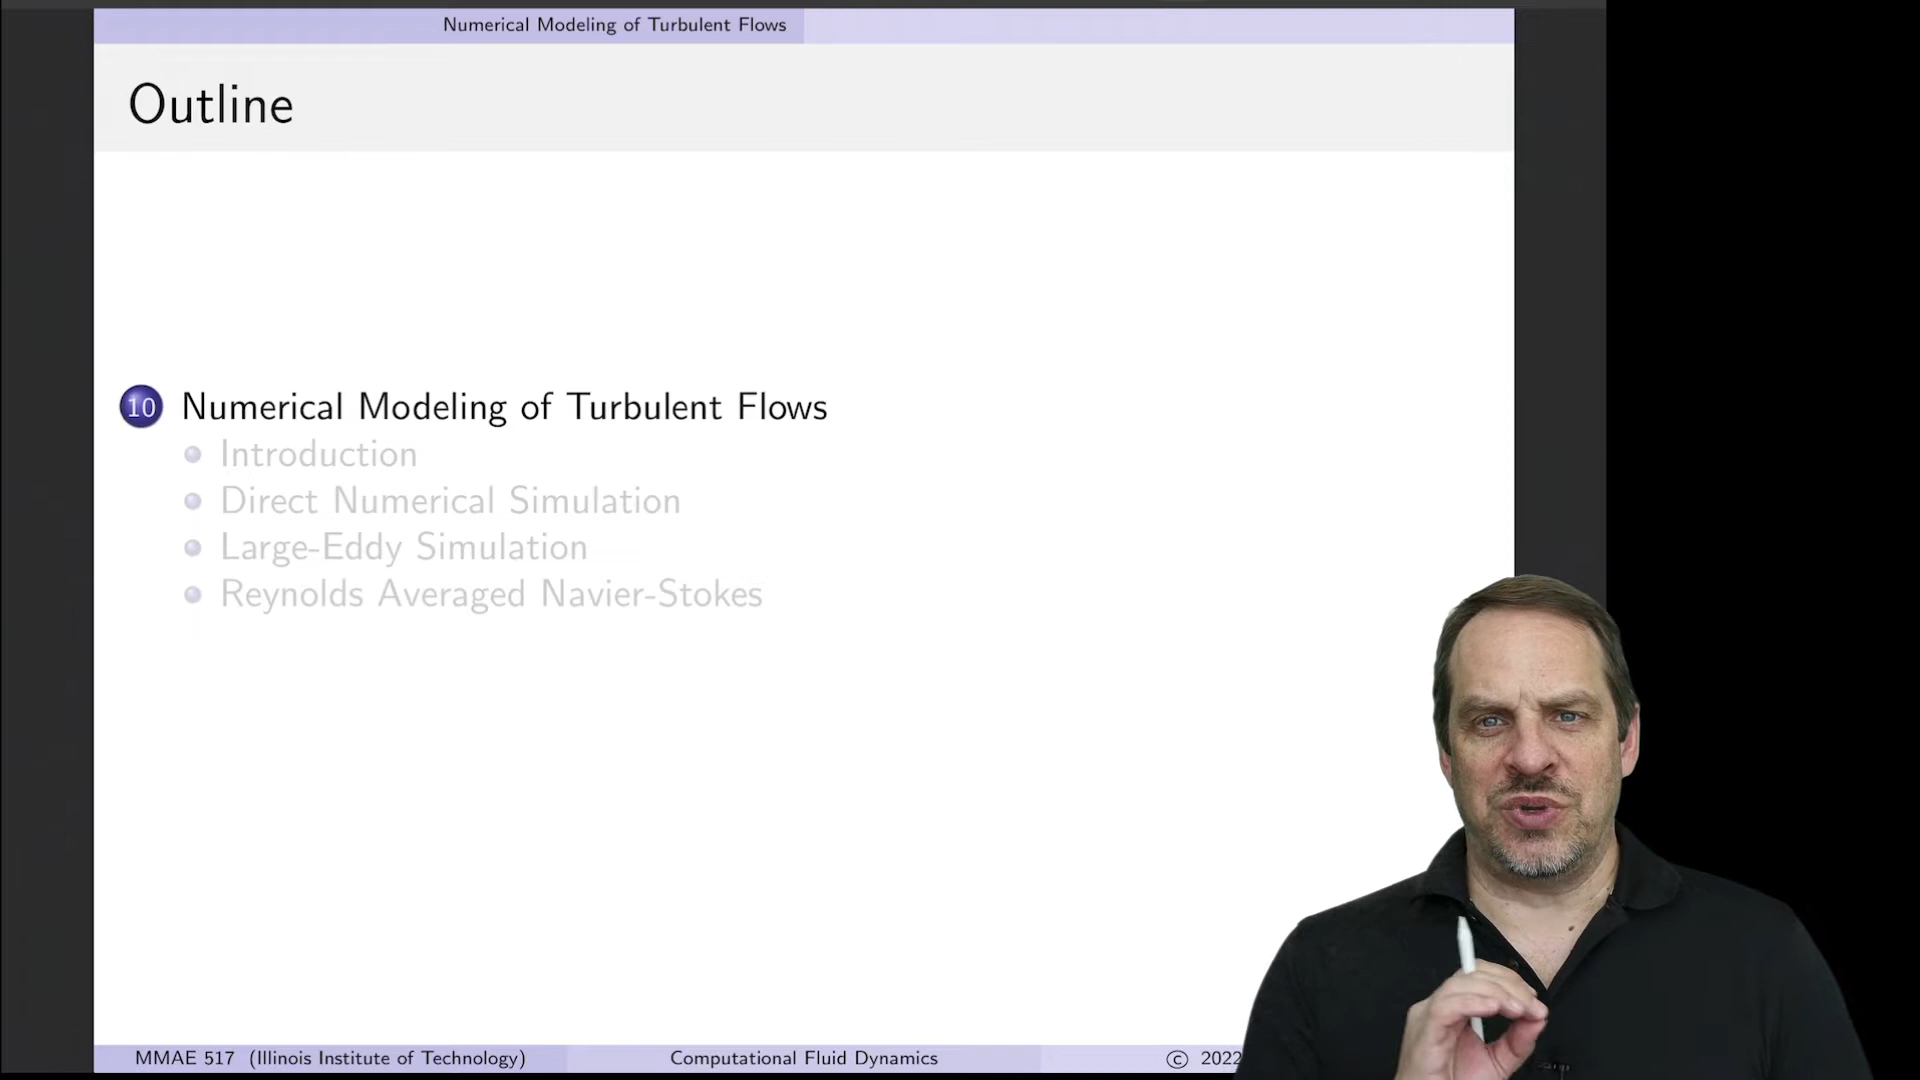 Numerical Modeling of Turbulent Flows
Outline
10 Numerical Modeling of Turbulent Flows
Introduction
Direct Numerical Simulation
Large-Eddy Simulation
Reynolds Averaged Navier-Stokes
MMAE 517 (Illinois Institute of Technology) Computational Fluid Dynamics © 2022